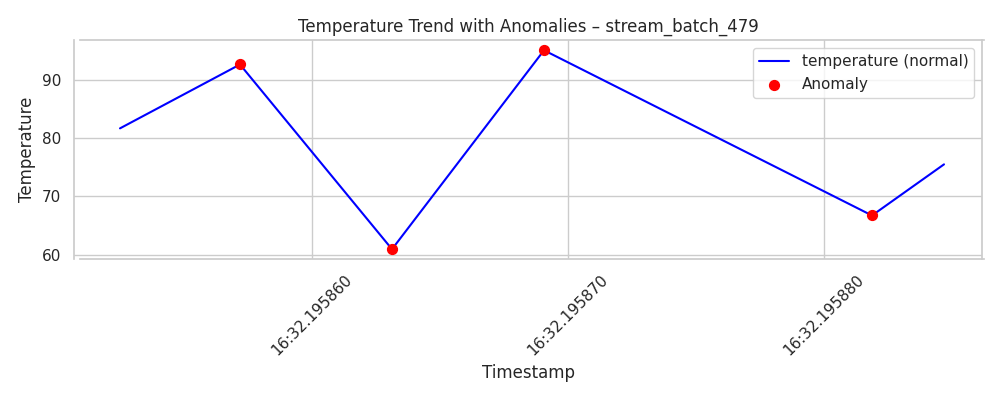 Temperature Trend with Anomalies – stream_batch_479
temperature (normal)
Anomaly
Temperature
90
80
70
60
16:32.195860
16:32.195870
16:32.195880
Timestamp